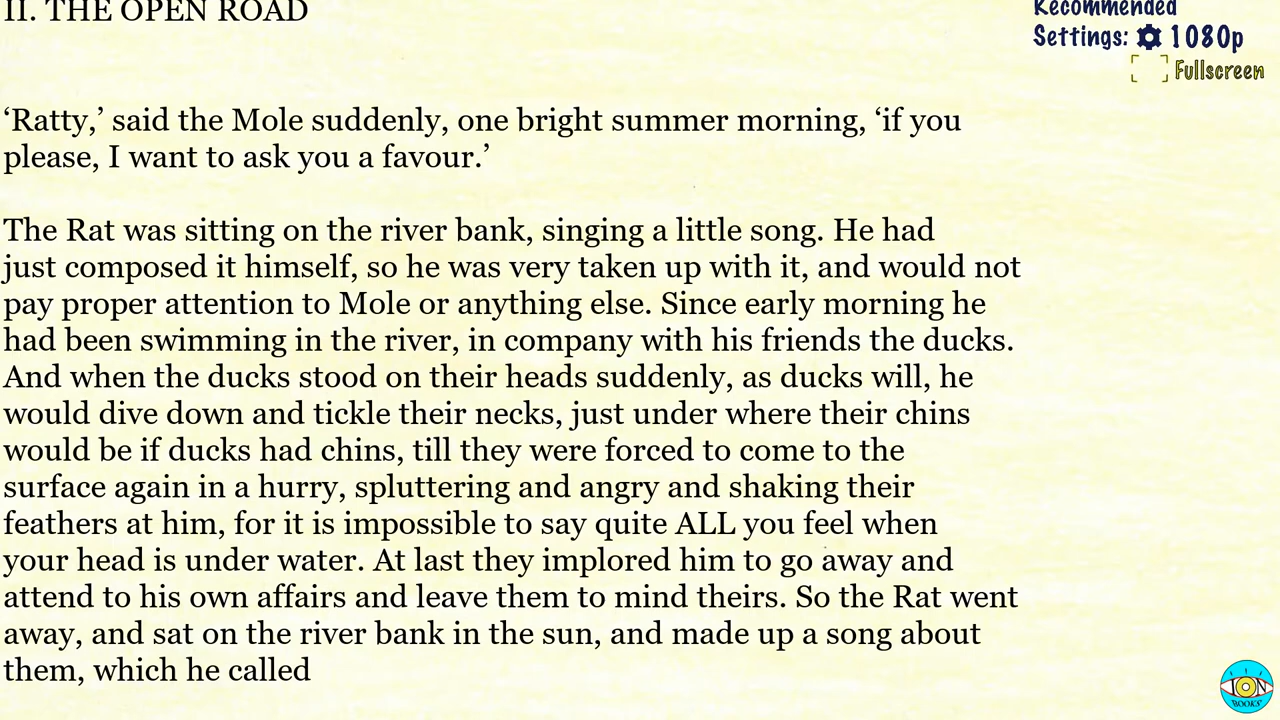 II. THE OPEN ROAD
Recommended
Settings: 1080p
Fullscreen
‘Ratty,’ said the Mole suddenly, one bright summer morning, ‘if you
please, I want to ask you a favour.’
The Rat was sitting on the river bank, singing a little song. He had
just composed it himself, so he was very taken up with it, and would not
pay proper attention to Mole or anything else. Since early morning he
had been swimming in the river, in company with his friends the ducks.
And when the ducks stood on their heads suddenly, as ducks will, he
would dive down and tickle their necks, just under where their chins
would be if ducks had chins, till they were forced to come to the
surface again in a hurry, spluttering and angry and shaking their
feathers at him, for it is impossible to say quite ALL you feel when
your head is under water. At last they implored him to go away and
attend to his own affairs and leave them to mind theirs. So the Rat went
away, and sat on the river bank in the sun, and made up a song about
them, which he called
ION
BOOKS